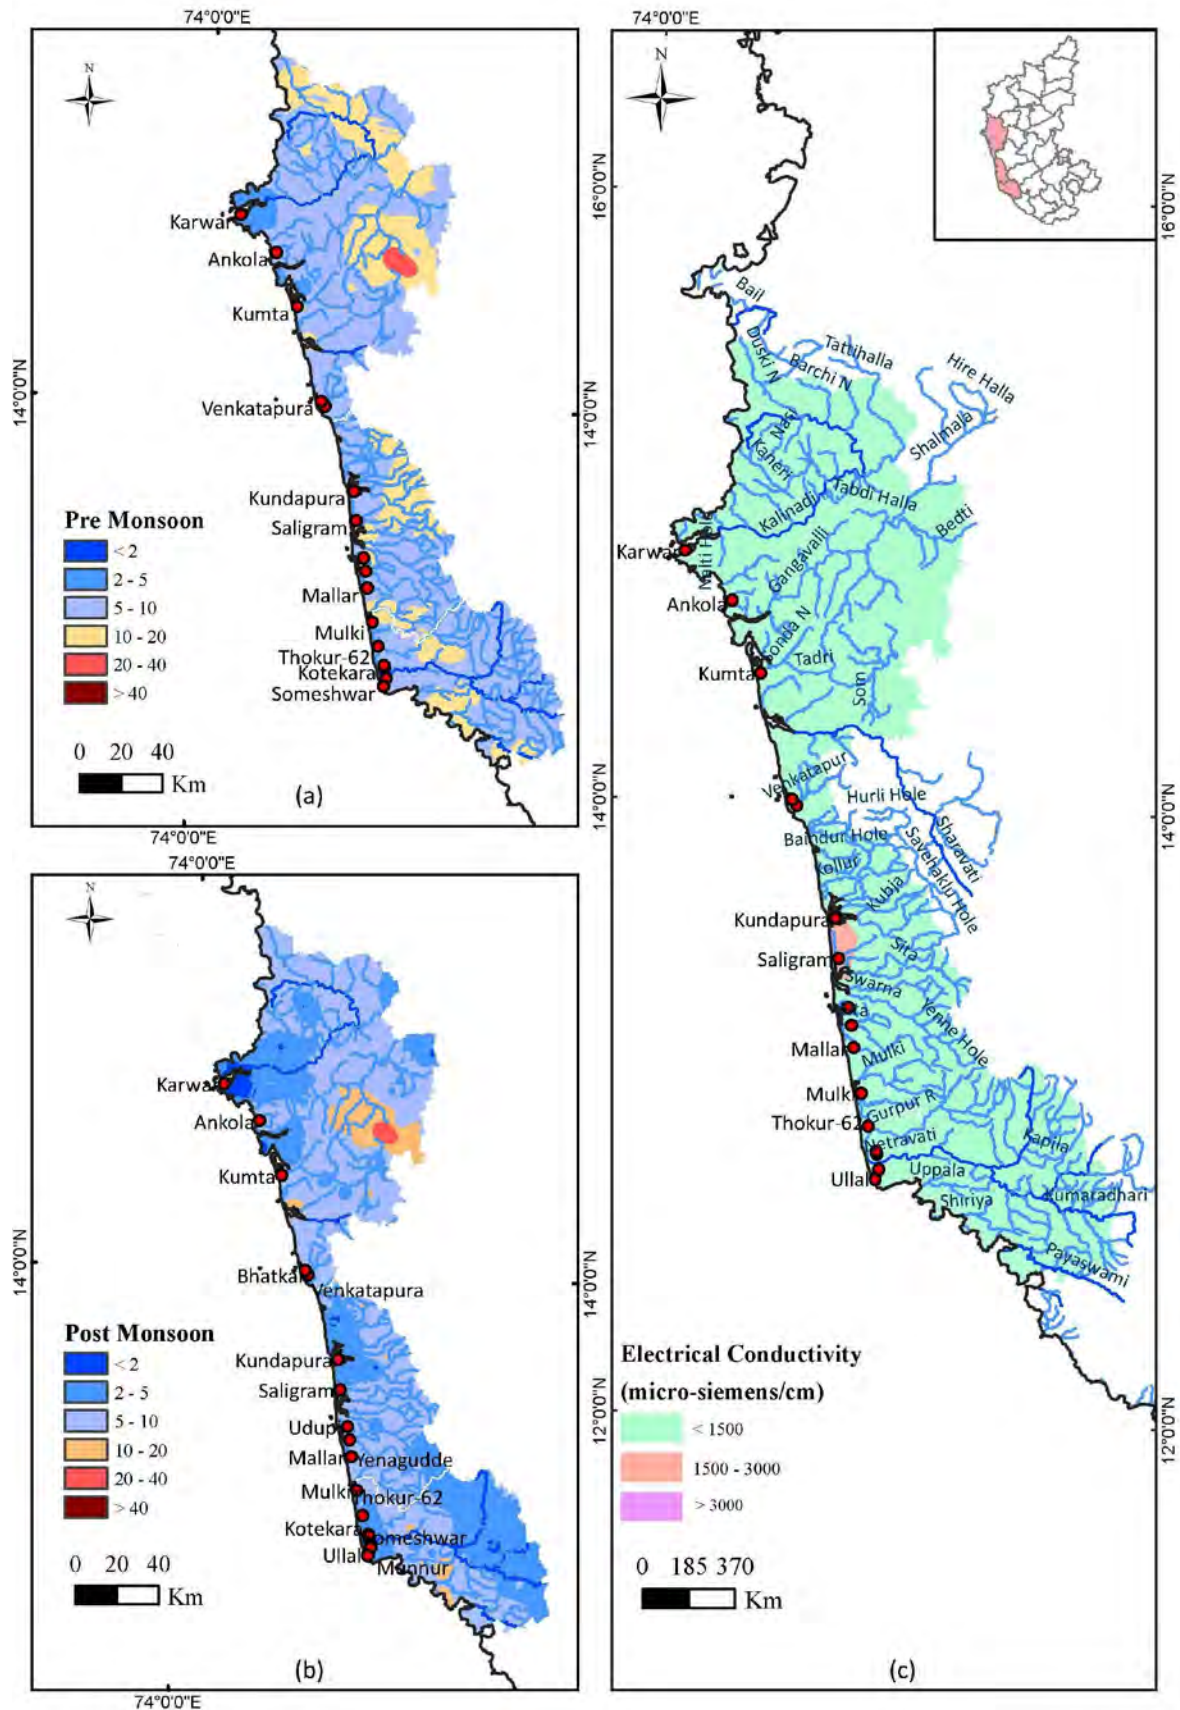 74°0'0"E
N
Karwar
Ankola
Kumta
14°0'0"N
14°0'0"N
Venkatapura
Kundapura
Saligram
Mallar
Mulki
Thokur-62
Kotekara
Someshwar
Pre Monsoon
< 2
2 - 5
5 - 10
10 - 20
20 - 40
> 40
0 20 40
Km
(a)
74°0'0"E
74°0'0"E
N
Karwar
Ankola
Kumta
14°0'0"N
14°0'0"N
Bhatkal
Venkatapura
Kundapura
Saligram
Udupi
Mallar
Yenagudde
Mulki
Thokur-62
Kotekara
Someshwar
Ullal
Munnur
Post Monsoon
< 2
2 - 5
5 - 10
10 - 20
20 - 40
> 40
0 20 40
Km
(b)
74°0'0"E
74°0'0"E
N
16°0'0"N
16°0'0"N
Bail
Duski N
Barchi N
Tattihalla
Hire Halla
Shalmala
Nasi
Kaneri
Kalinadi
Tabdi Halla
Bedti
Karwar
Gangavalli
Ankola
Sonda N
Tadri
Kumta
Som
14°0'0"N
14°0'0"N
Venkatapur
Hurli Hole
Sharavati
Savehaklu Hole
Baindur Hole
Kollur
Kubja
Kundapura
Saligram
Sita
Swarna
Yenne Hole
Mallar
Mulki
Mulki
Gurpur R
Thokur-62
Netravati
Kapila
Ullal
Uppala
Kumaradhari
Shiriya
Payaswami
12°0'0"N
12°0'0"N
Electrical Conductivity
(micro-siemens/cm)
< 1500
1500 - 3000
> 3000
0 185 370
Km
(c)